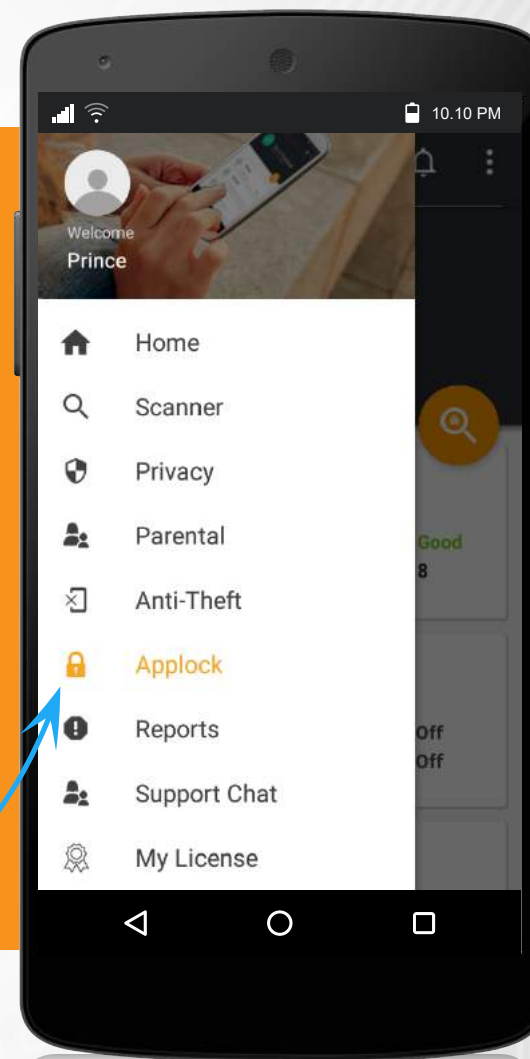 10.10 PM
Welcome
Prince
Home
Scanner
Privacy
Parental
Good
8
Anti-Theft
Applock
Reports
Off
Off
Support Chat
My License